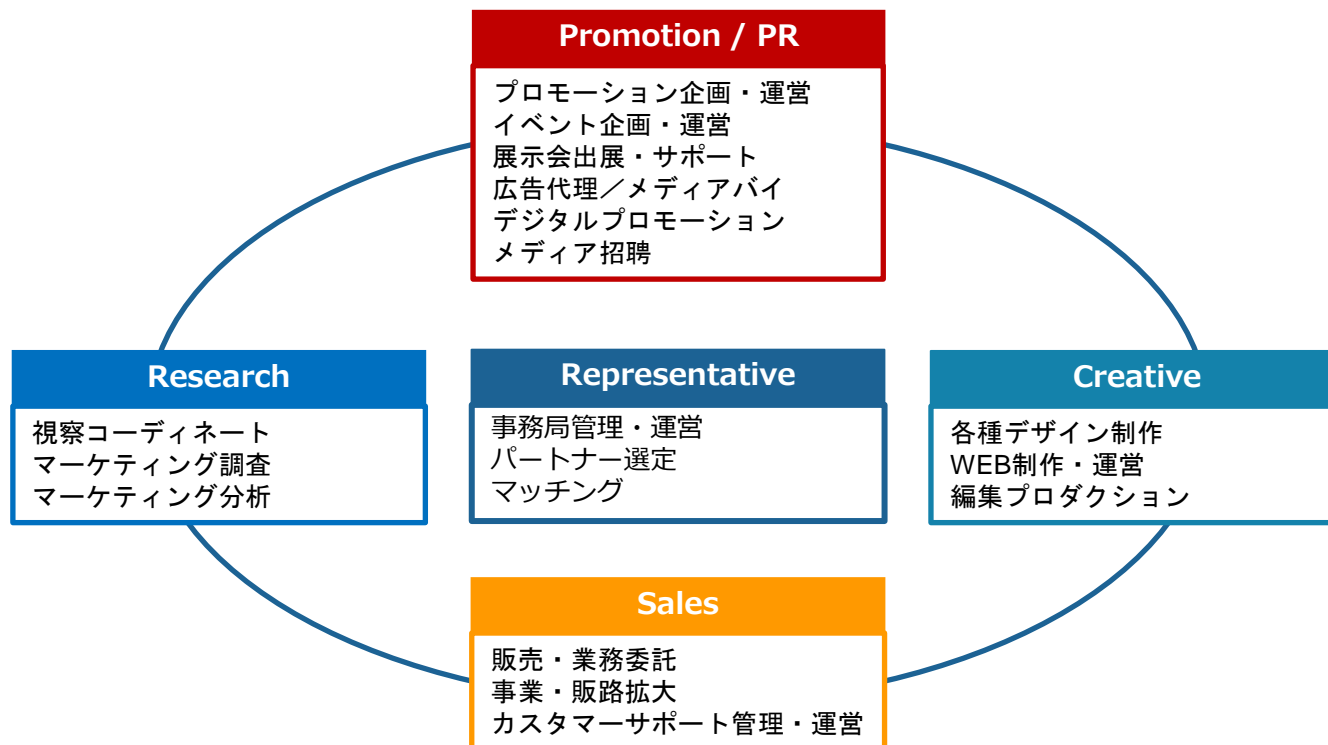 Promotion / PR
プロモーション企画・運営
イベント企画・運営
展示会出展・サポート
広告代理／メディアバイ
デジタルプロモーション
メディア招聘
Research
視察コーディネート
マーケティング調査
マーケティング分析
Representative
事務局管理・運営
パートナー選定
マッチング
Creative
各種デザイン制作
WEB制作・運営
編集プロダクション
Sales
販売・業務委託
事業・販路拡大
カスタマーサポート管理・運営